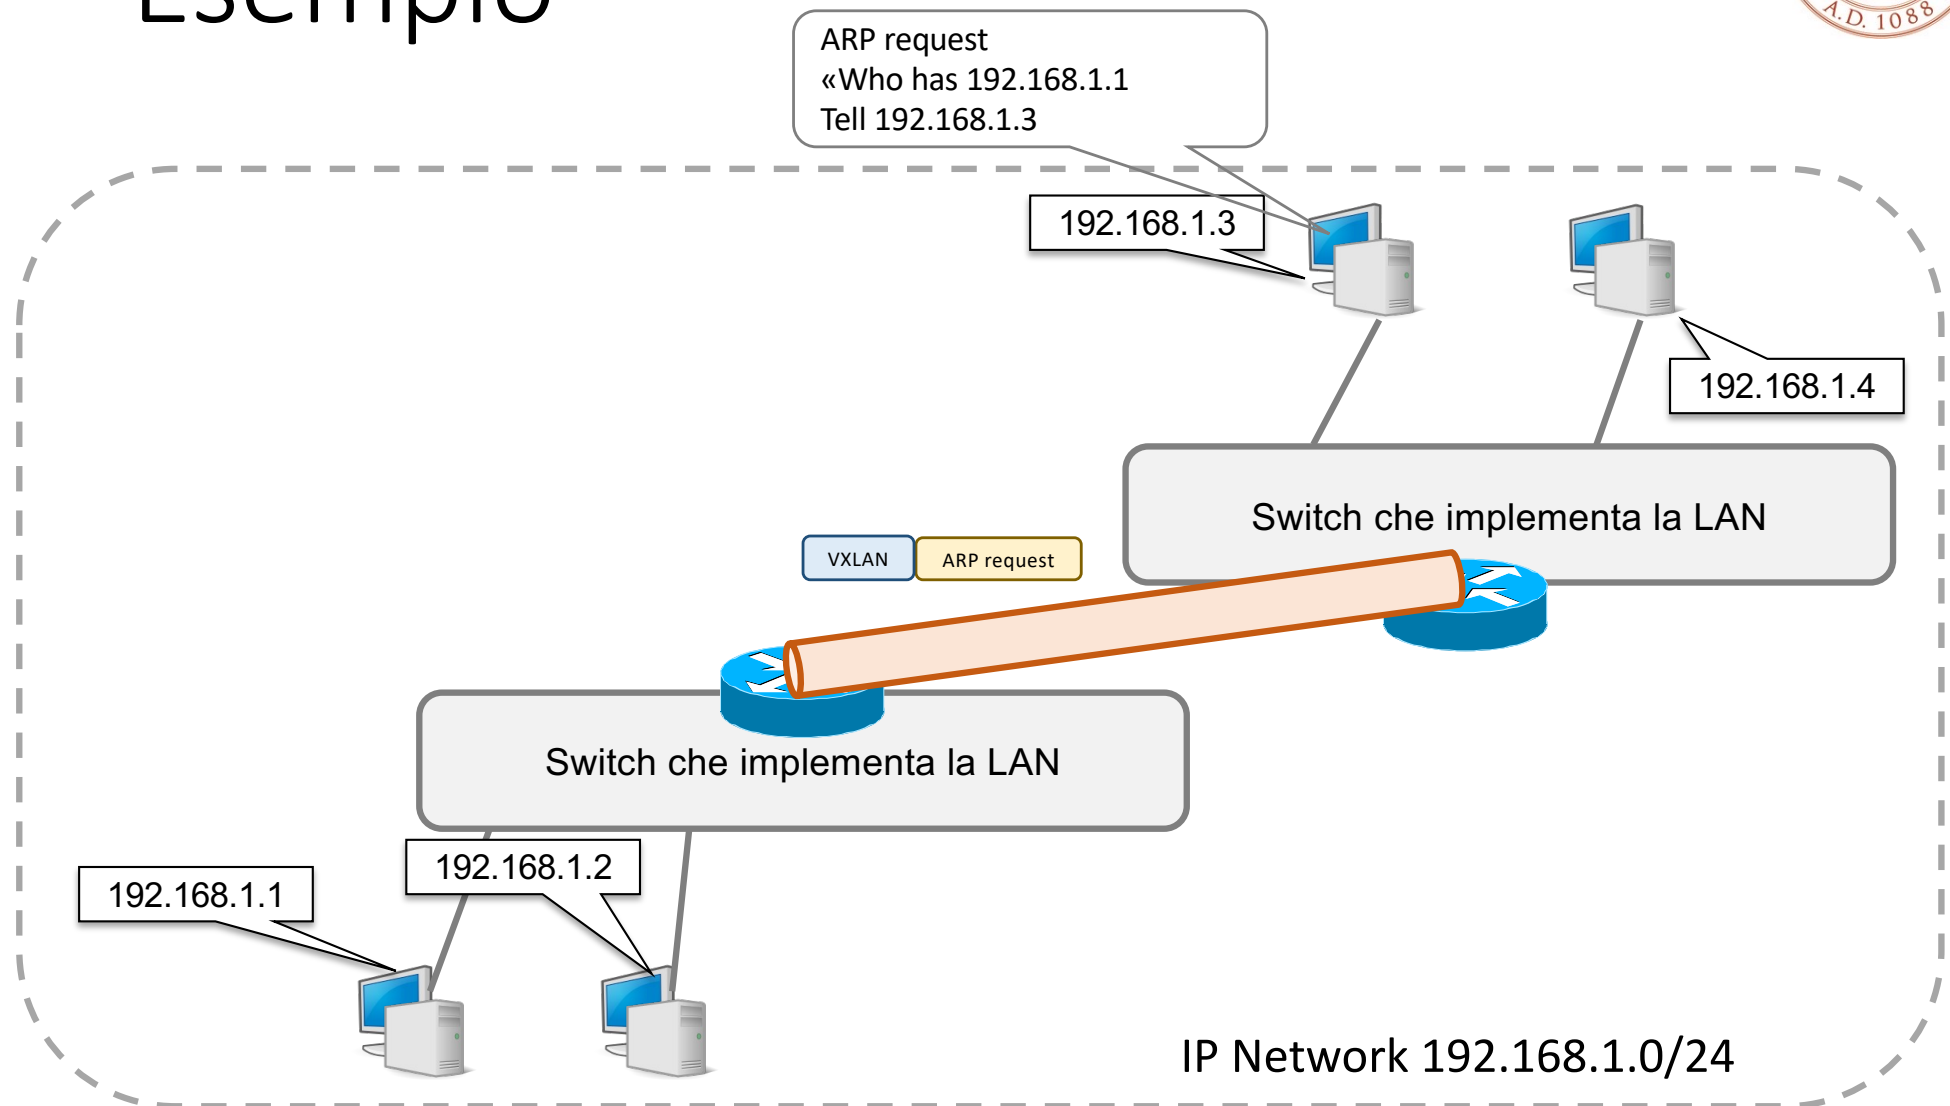 Esempio
A.D. 1088
ARP request
«Who has 192.168.1.1
Tell 192.168.1.3
192.168.1.3
192.168.1.4
Switch che implementa la LAN
VXLAN
ARP request
Switch che implementa la LAN
192.168.1.2
192.168.1.1
IP Network 192.168.1.0/24